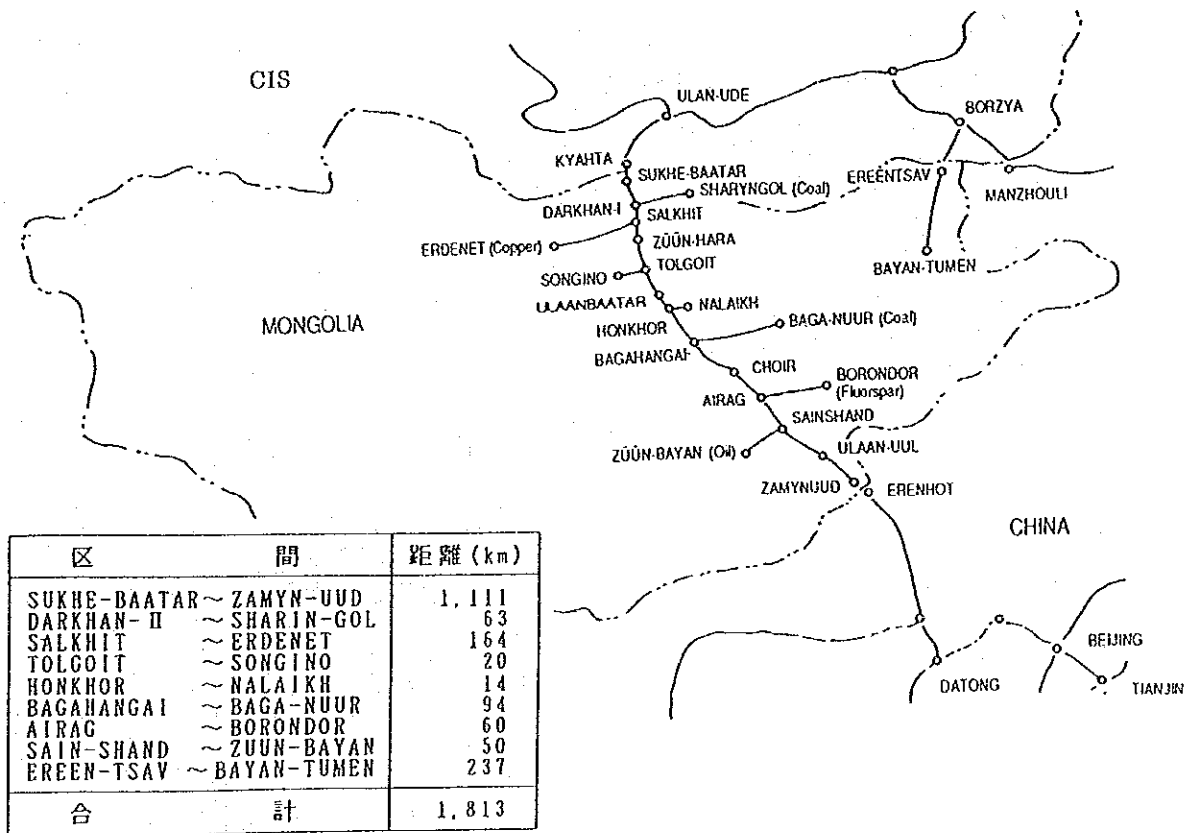 CIS
ULAN-UDE
BORZYA
KYAHTA
SUKHE-BAATAR
EREENTSAV
MANZHOULI
SHARYNGOL (Coal)
DARKHAN-I
SALKHIT
ERDENET (Copper)
ZÜÜN-HARA
TOLGOIT
BAYAN-TUMEN
SONGINO
ULAANBAATAR
NALAIKH
MONGOLIA
HONKHOR
BAGA-NUUR (Coal)
BAGAHANGAI
CHOIR
BORONDOR
(Fluorspar)
AIRAG
SAINSHAND
ZÜÜN-BAYAN (Oil)
ULAAN-UUL
ZAMYNUUD
ERENHOT
CHINA
BEIJING
DATONG
TIANJIN
区 間 距離 (km)
SUKHE-BAATAR ~ ZAMYN-UUD 1,111
DARKHAN-II ~ SHARIN-GOL 63
SALKHIT ~ ERDENET 164
TOLGOIT ~ SONGINO 20
HONKHOR ~ NALAIKH 14
BAGAHANGAI ~ BAGA-NUUR 94
AIRAG ~ BORONDOR 60
SAIN-SHAND ~ ZUUN-BAYAN 50
EREEN-TSAV ~ BAYAN-TUMEN 237
合 計 1,813